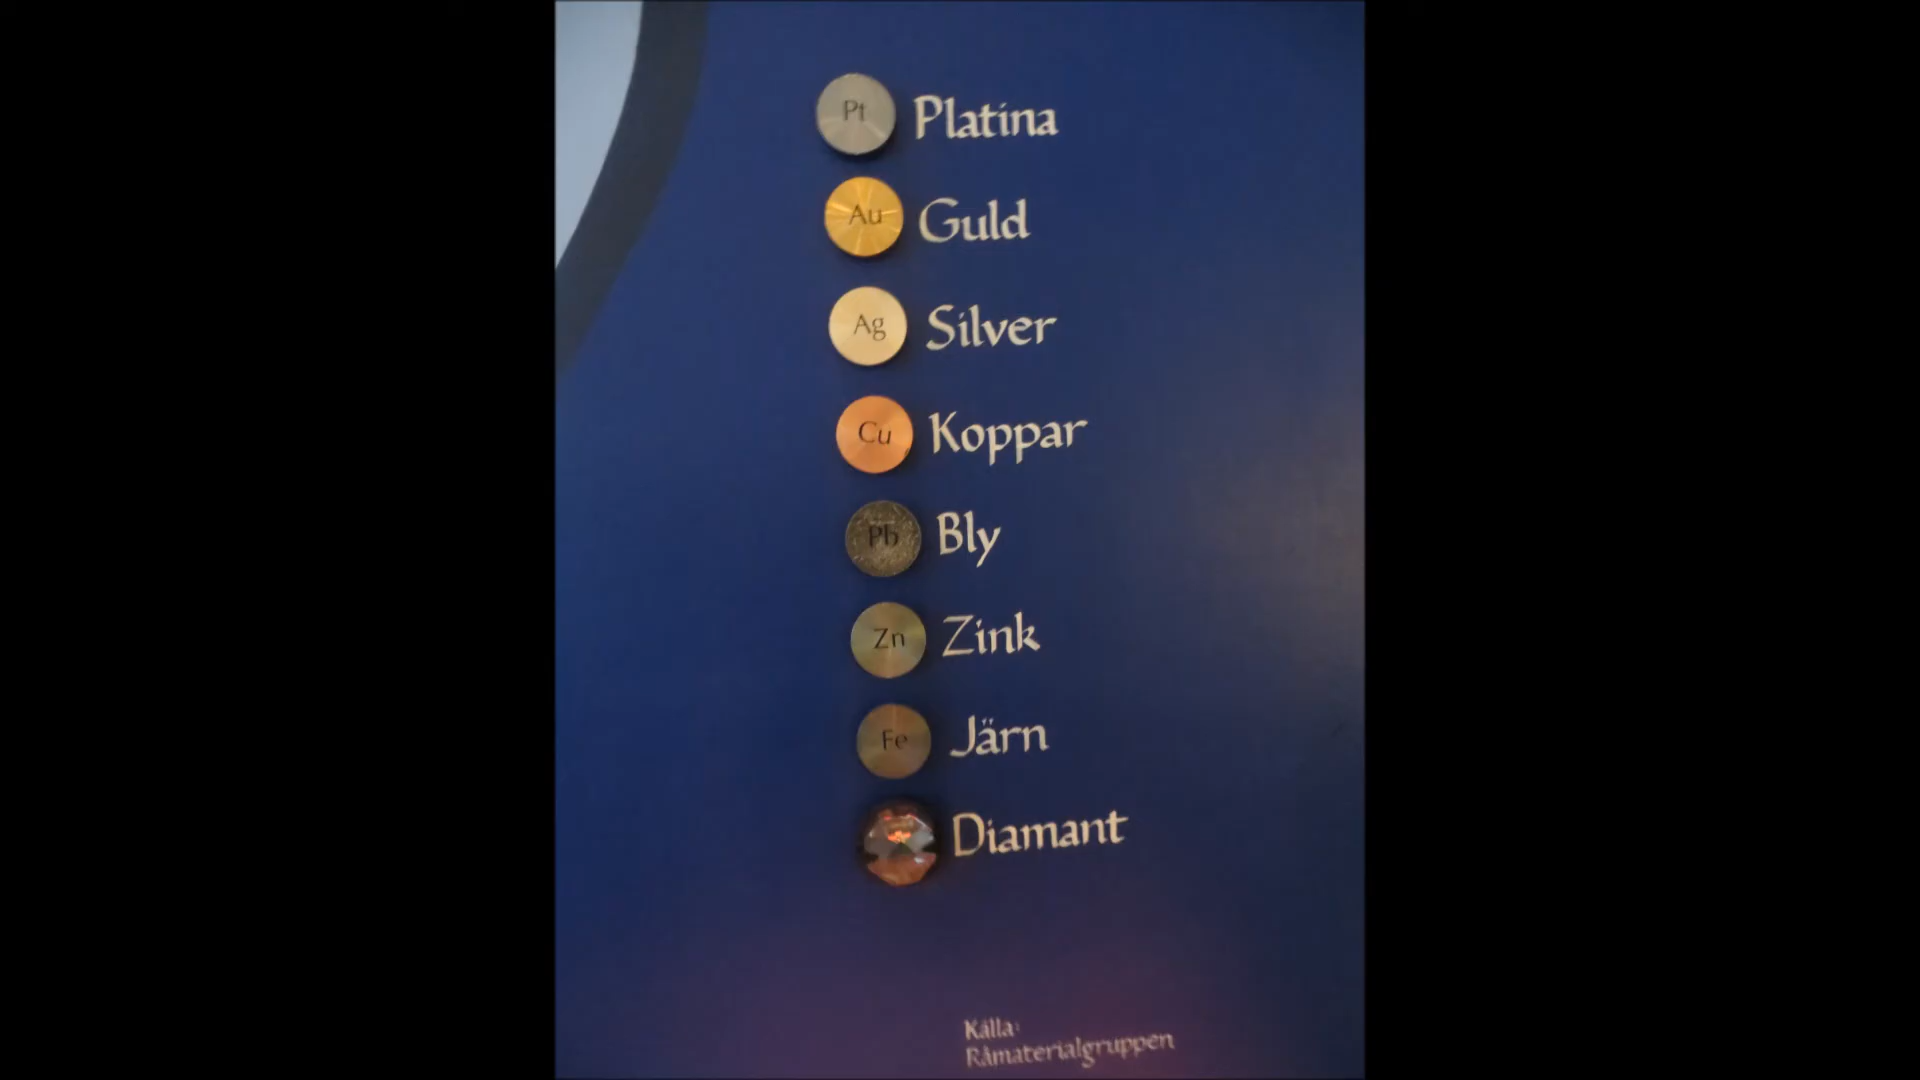 Pt Platina
Au Guld
Ag Silver
Cu Koppar
Pb Bly
Zn Zink
Fe Järn
Diamant
Källa:
Råmaterialgruppen